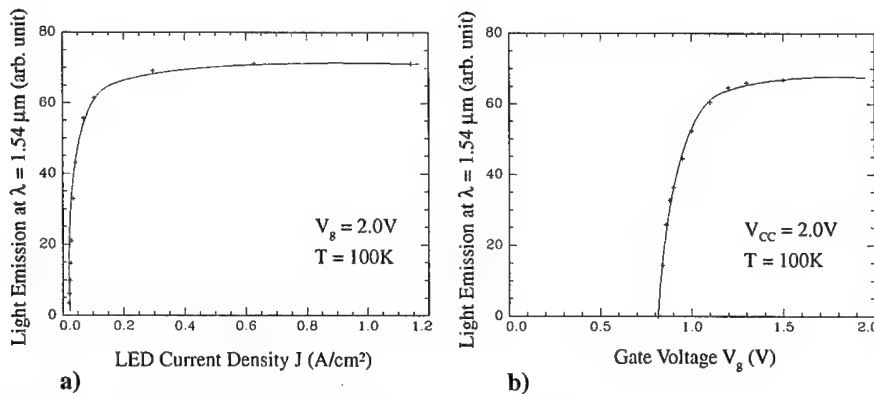 Light Emission at λ = 1.54 μm (arb. unit)
80
60
40
20
0
V_g = 2.0V
T = 100K
0.0 0.2 0.4 0.6 0.8 1.0 1.2
LED Current Density J (A/cm²)
a)
Light Emission at λ = 1.54 μm (arb. unit)
80
60
40
20
0
V_CC = 2.0V
T = 100K
0.0 0.5 1.0 1.5 2.0
Gate Voltage V_g (V)
b)